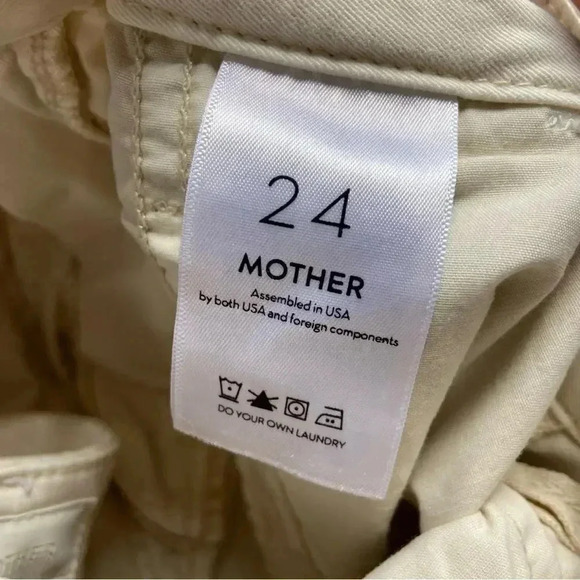 24
MOTHER
Assembled in USA
by both USA and foreign components
DO YOUR OWN LAUNDRY